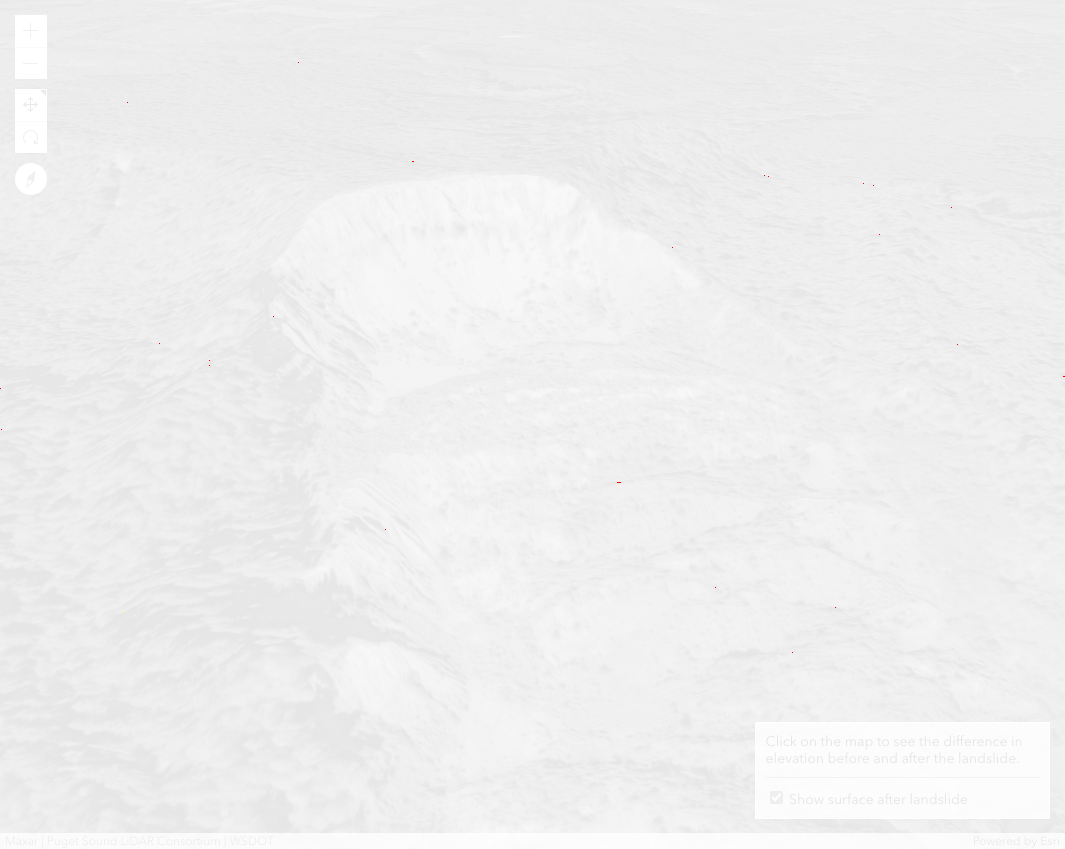 Click on the map to see the difference in
elevation before and after the landslide.
Show surface after landslide
Maxar | Puget Sound LiDAR Consortium | WSDOT
Powered by Esri